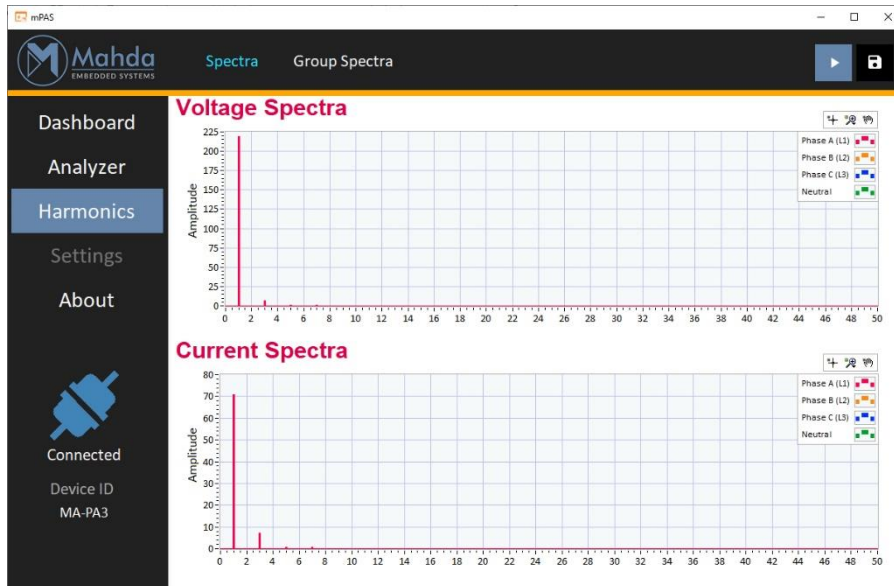 mPAS
Mahda
EMBEDDED SYSTEMS
Spectra Group Spectra
Dashboard
Analyzer
Harmonics
Settings
About
Connected
Device ID
MA-PA3
Voltage Spectra
Phase A (L1)
Phase B (L2)
Phase C (L3)
Neutral
Amplitude
225
200
175
150
125
100
75
50
25
0
0 2 4 6 8 10 12 14 16 18 20 22 24 26 28 30 32 34 36 38 40 42 44 46 48 50
Current Spectra
Phase A (L1)
Phase B (L2)
Phase C (L3)
Neutral
Amplitude
80
70
60
50
40
30
20
10
0
0 2 4 6 8 10 12 14 16 18 20 22 24 26 28 30 32 34 36 38 40 42 44 46 48 50